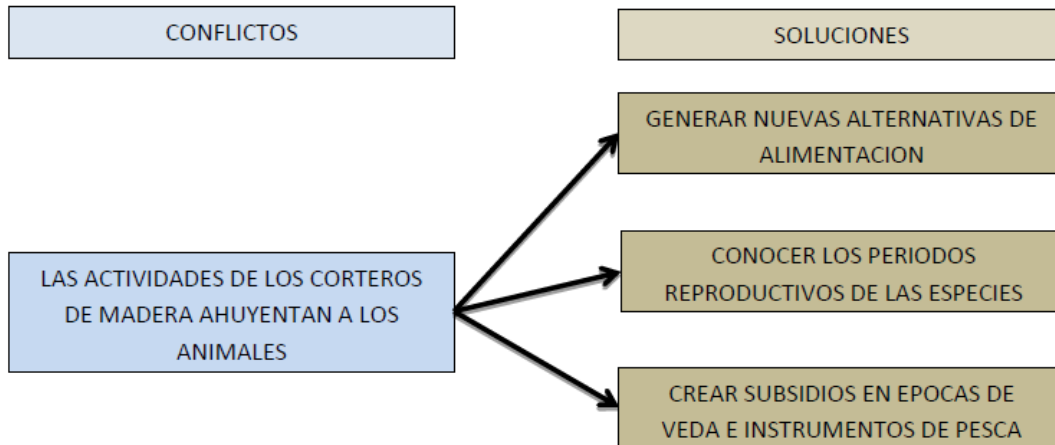 CONFLICTOS
SOLUCIONES
GENERAR NUEVAS ALTERNATIVAS DE
ALIMENTACION
LAS ACTIVIDADES DE LOS CORTEROS
DE MADERA AHUYENTAN A LOS
ANIMALES
CONOCER LOS PERIODOS
REPRODUCTIVOS DE LAS ESPECIES
CREAR SUBSIDIOS EN EPOCAS DE
VEDA E INSTRUMENTOS DE PESCA